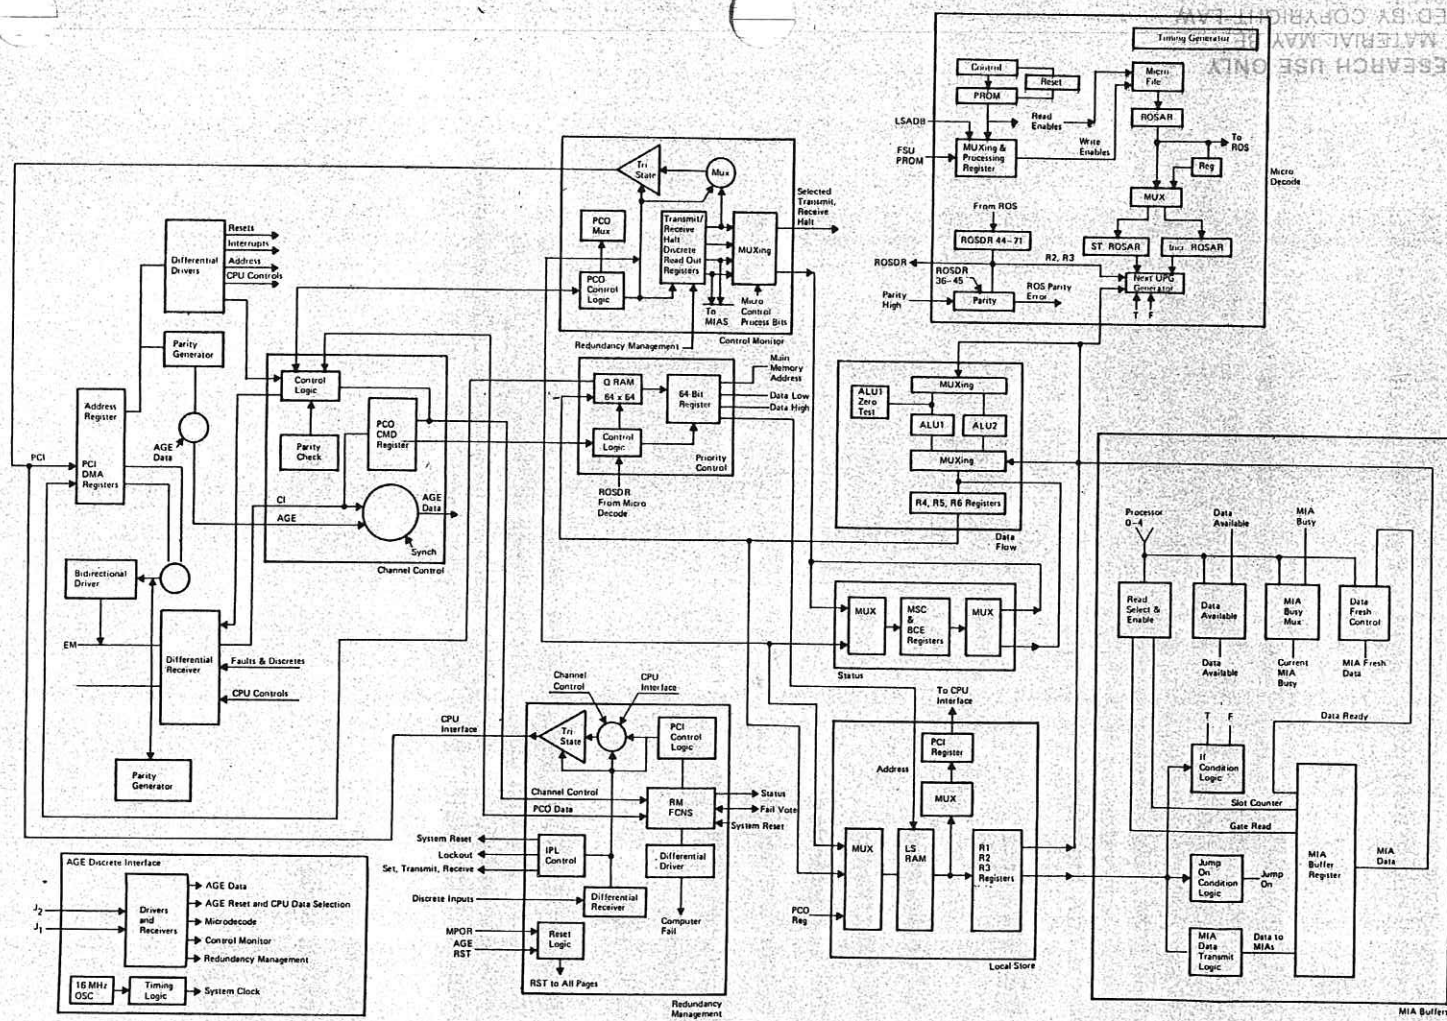 ED BY COPYRIGHT LAW
MATERIAL MAY BE
ESEARCH USE ONLY
Timing Generator
Control
Reset
PROM
Micro
File
ROSAR
LSADB
Read
Enables
Write
Enables
FSU
PROM
MUXing &
Processing
Register
To
ROS
Reg
MUX
Micro
Decode
From ROS
ROSDR 44-71
ST. ROSAR
Incr. ROSAR
ROSDR
ROSDR
36-45
R2, R3
Next UPG
Generator
Parity
High
Parity
ROS Parity
Error
T F
Tri
State
Mux
Selected
Transmit,
Receive
Halt
PCO
Mux
Transmit/
Receive
Halt
Discrete
Read Out
Registers
MUXing
PCO
Control
Logic
To
MIAS
Micro
Control
Process Bits
Redundancy Management
Control Monitor
Differential
Drivers
Resets
Interrupts
Address
CPU Controls
Parity
Generator
Address
Register
PCI
DMA
Registers
PCI
AGE
Data
Control
Logic
Parity
Check
PCO
CMD
Register
CI
AGE
AGE
Data
Synch
Channel Control
Q RAM
64 x 64
64 Bit
Register
Main
Memory
Address
Data Low
Data High
Control
Logic
Priority
Control
ROSDR
From Micro
Decode
MUXing
ALU1
Zero
Test
ALU1
ALU2
MUXing
R4, R5, R6 Registers
Data
Flow
Bidirectional
Driver
EM
Differential
Receiver
Faults & Discretes
CPU Controls
Parity
Generator
MUX
MSC
&
BCE
Registers
MUX
Status
Processor
0-4
Data
Available
MIA
Busy
Read
Select &
Enable
Data
Available
MIA
Busy
Mux
Data
Fresh
Control
Data
Available
Current
MIA
Busy
MIA Fresh
Data
Data Ready
T F
If
Condition
Logic
Slot Counter
Gate Read
MIA
Buffer
Register
MIA
Data
Jump
On
Condition
Logic
Jump
On
MIA
Data
Transmit
Logic
Data to
MIAs
MIA Buffer
Channel
Control
CPU
Interface
CPU
Interface
Tri
State
PCI
Control
Logic
Channel Control
PCO Data
RM
FCNS
Status
Fail Vote
System Reset
System Reset
Lockout
Set, Transmit, Receive
IPL
Control
Differential
Driver
Discrete Inputs
Differential
Receiver
Computer
Fail
MPOR
AGE
RST
Reset
Logic
RST to All Pages
Redundancy
Management
To CPU
Interface
PCI
Register
Address
MUX
MUX
LS
RAM
R1
R2
R3
Registers
PCO
Reg
Local Store
AGE Discrete Interface
J2
J1
Drivers
and
Receivers
AGE Data
AGE Reset and CPU Data Selection
Microdecode
Control Monitor
Redundancy Management
16 MHz
OSC
Timing
Logic
System Clock